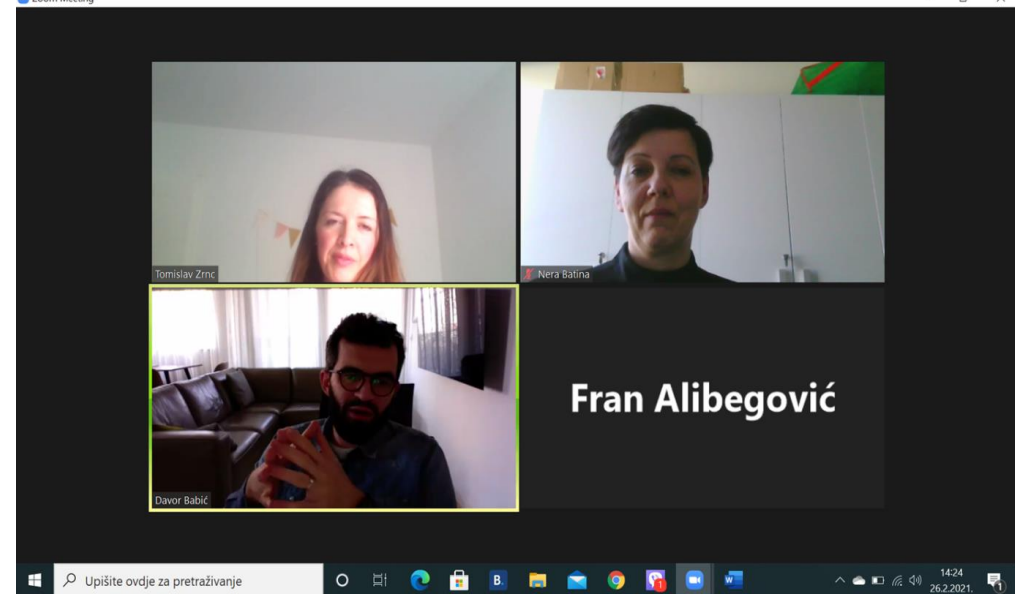 Zoom Meeting
Tomislav Zrnc
Nera Batina
Davor Babić
Fran Alibegović
Upišite ovdje za pretraživanje
B.
14:24
26.2.2021.
1